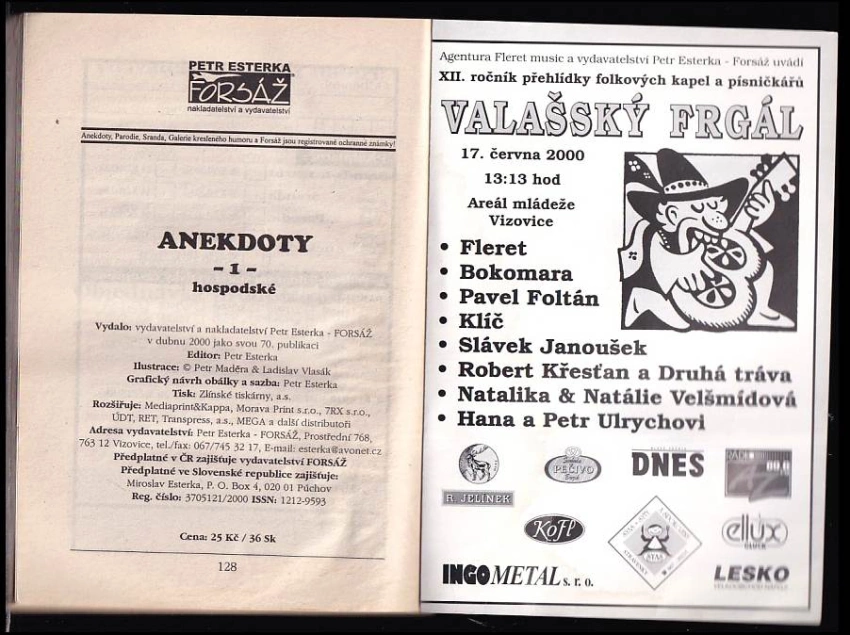 PETR ESTERKA
FORSÁŽ
nakladatelství a vydavatelství
Anekdoty, Parodie, Sranda, Galerie kresleného humoru a Forsáž jsou registrované ochranné známky!
ANEKDOTY
– 1 –
hospodské
Vydalo: vydavatelství a nakladatelství Petr Esterka - FORSÁŽ
v dubnu 2000 jako svou 70. publikaci
Editor: Petr Esterka
Ilustrace: © Petr Maděra & Ladislav Vlasák
Grafický návrh obálky a sazba: Petr Esterka
Tisk: Zlínské tiskárny, a.s.
Rozšiřuje: Mediaprint&Kappa, Morava Print s.r.o., 7RX s.r.o.,
ÚDT, RET, Transpress, a.s., MEGA a další distributoři
Adresa vydavatelství: Petr Esterka - FORSÁŽ, Prostřední 768,
763 12 Vizovice, tel./fax: 067/745 32 17, E-mail: esterka@avonet.cz
Předplatné v ČR zajišťuje vydavatelství FORSÁŽ
Předplatné ve Slovenské republice zajišťuje:
Miroslav Esterka, P. O. Box 4, 020 01 Púchov
Reg. číslo: 3705121/2000 ISSN: 1212-9593
Cena: 25 Kč / 36 Sk
128
Agentura Fleret music a vydavatelství Petr Esterka - Forsáž uvádí
XII. ročník přehlídky folkových kapel a písničkářů
VALAŠSKÝ FRGÁL
17. června 2000
13:13 hod
Areál mládeže
Vizovice
• Fleret
• Bokomara
• Pavel Foltán
• Klíč
• Slávek Janoušek
• Robert Křesťan a Druhá tráva
• Natalika & Natálie Velšmídová
• Hana a Petr Ulrychovi
R. JELINEK
PEČIVO
DNES
Kofl
ellux
INGO METAL s. r. o.
LESKO